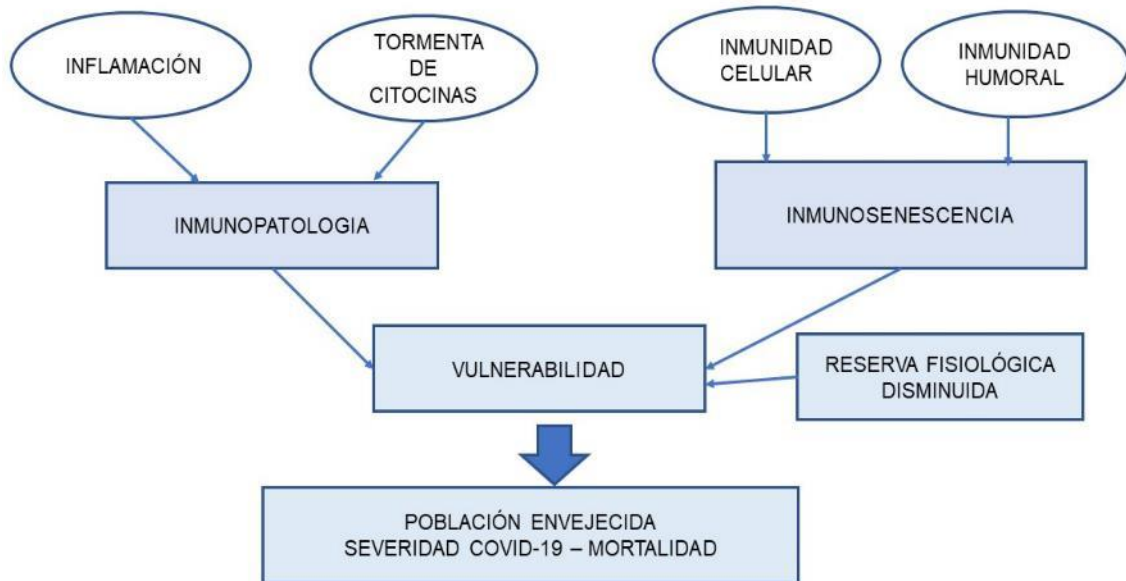 INFLAMACIÓN
TORMENTA
DE
CITOCINAS
INMUNIDAD
CELULAR
INMUNIDAD
HUMORAL
INMUNOPATOLOGIA
INMUNOSENESCENCIA
VULNERABILIDAD
RESERVA FISIOLÓGICA
DISMINUIDA
POBLACIÓN ENVEJECIDA
SEVERIDAD COVID-19 – MORTALIDAD